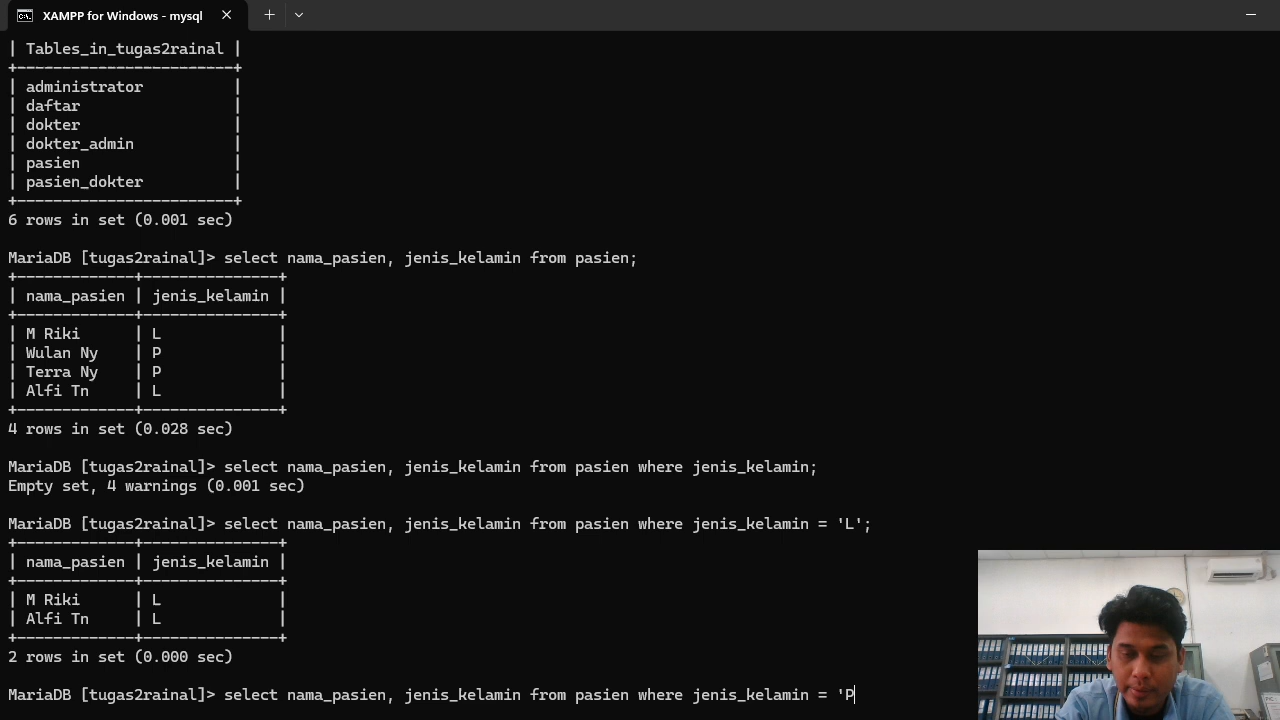 XAMPP for Windows - mysql
| Tables_in_tugas2rainal |
+------------------------+
| administrator          |
| daftar                 |
| dokter                 |
| dokter_admin           |
| pasien                 |
| pasien_dokter          |
+------------------------+
6 rows in set (0.001 sec)
MariaDB [tugas2rainal]> select nama_pasien, jenis_kelamin from pasien;
+-------------+---------------+
| nama_pasien | jenis_kelamin |
+-------------+---------------+
| M Riki      | L             |
| Wulan Ny    | P             |
| Terra Ny    | P             |
| Alfi Tn     | L             |
+-------------+---------------+
4 rows in set (0.028 sec)
MariaDB [tugas2rainal]> select nama_pasien, jenis_kelamin from pasien where jenis_kelamin;
Empty set, 4 warnings (0.001 sec)
MariaDB [tugas2rainal]> select nama_pasien, jenis_kelamin from pasien where jenis_kelamin = 'L';
+-------------+---------------+
| nama_pasien | jenis_kelamin |
+-------------+---------------+
| M Riki      | L             |
| Alfi Tn     | L             |
+-------------+---------------+
2 rows in set (0.000 sec)
MariaDB [tugas2rainal]> select nama_pasien, jenis_kelamin from pasien where jenis_kelamin = 'P